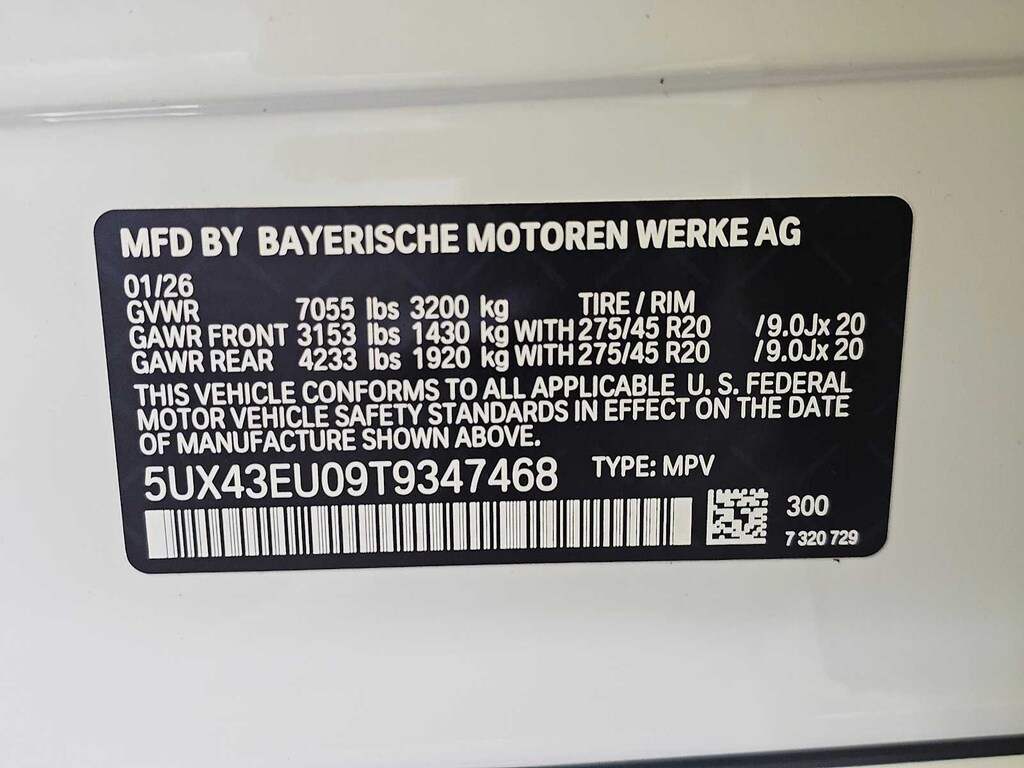 MFD BY BAYERISCHE MOTOREN WERKE AG
01/26
GVWR 7055 lbs 3200 kg TIRE / RIM
GAWR FRONT 3153 lbs 1430 kg WITH 275/45 R20 /9.0Jx 20
GAWR REAR 4233 lbs 1920 kg WITH 275/45 R20 /9.0Jx 20
THIS VEHICLE CONFORMS TO ALL APPLICABLE U. S. FEDERAL
MOTOR VEHICLE SAFETY STANDARDS IN EFFECT ON THE DATE
OF MANUFACTURE SHOWN ABOVE.
5UX43EU09T9347468 TYPE: MPV
300
7 320 729